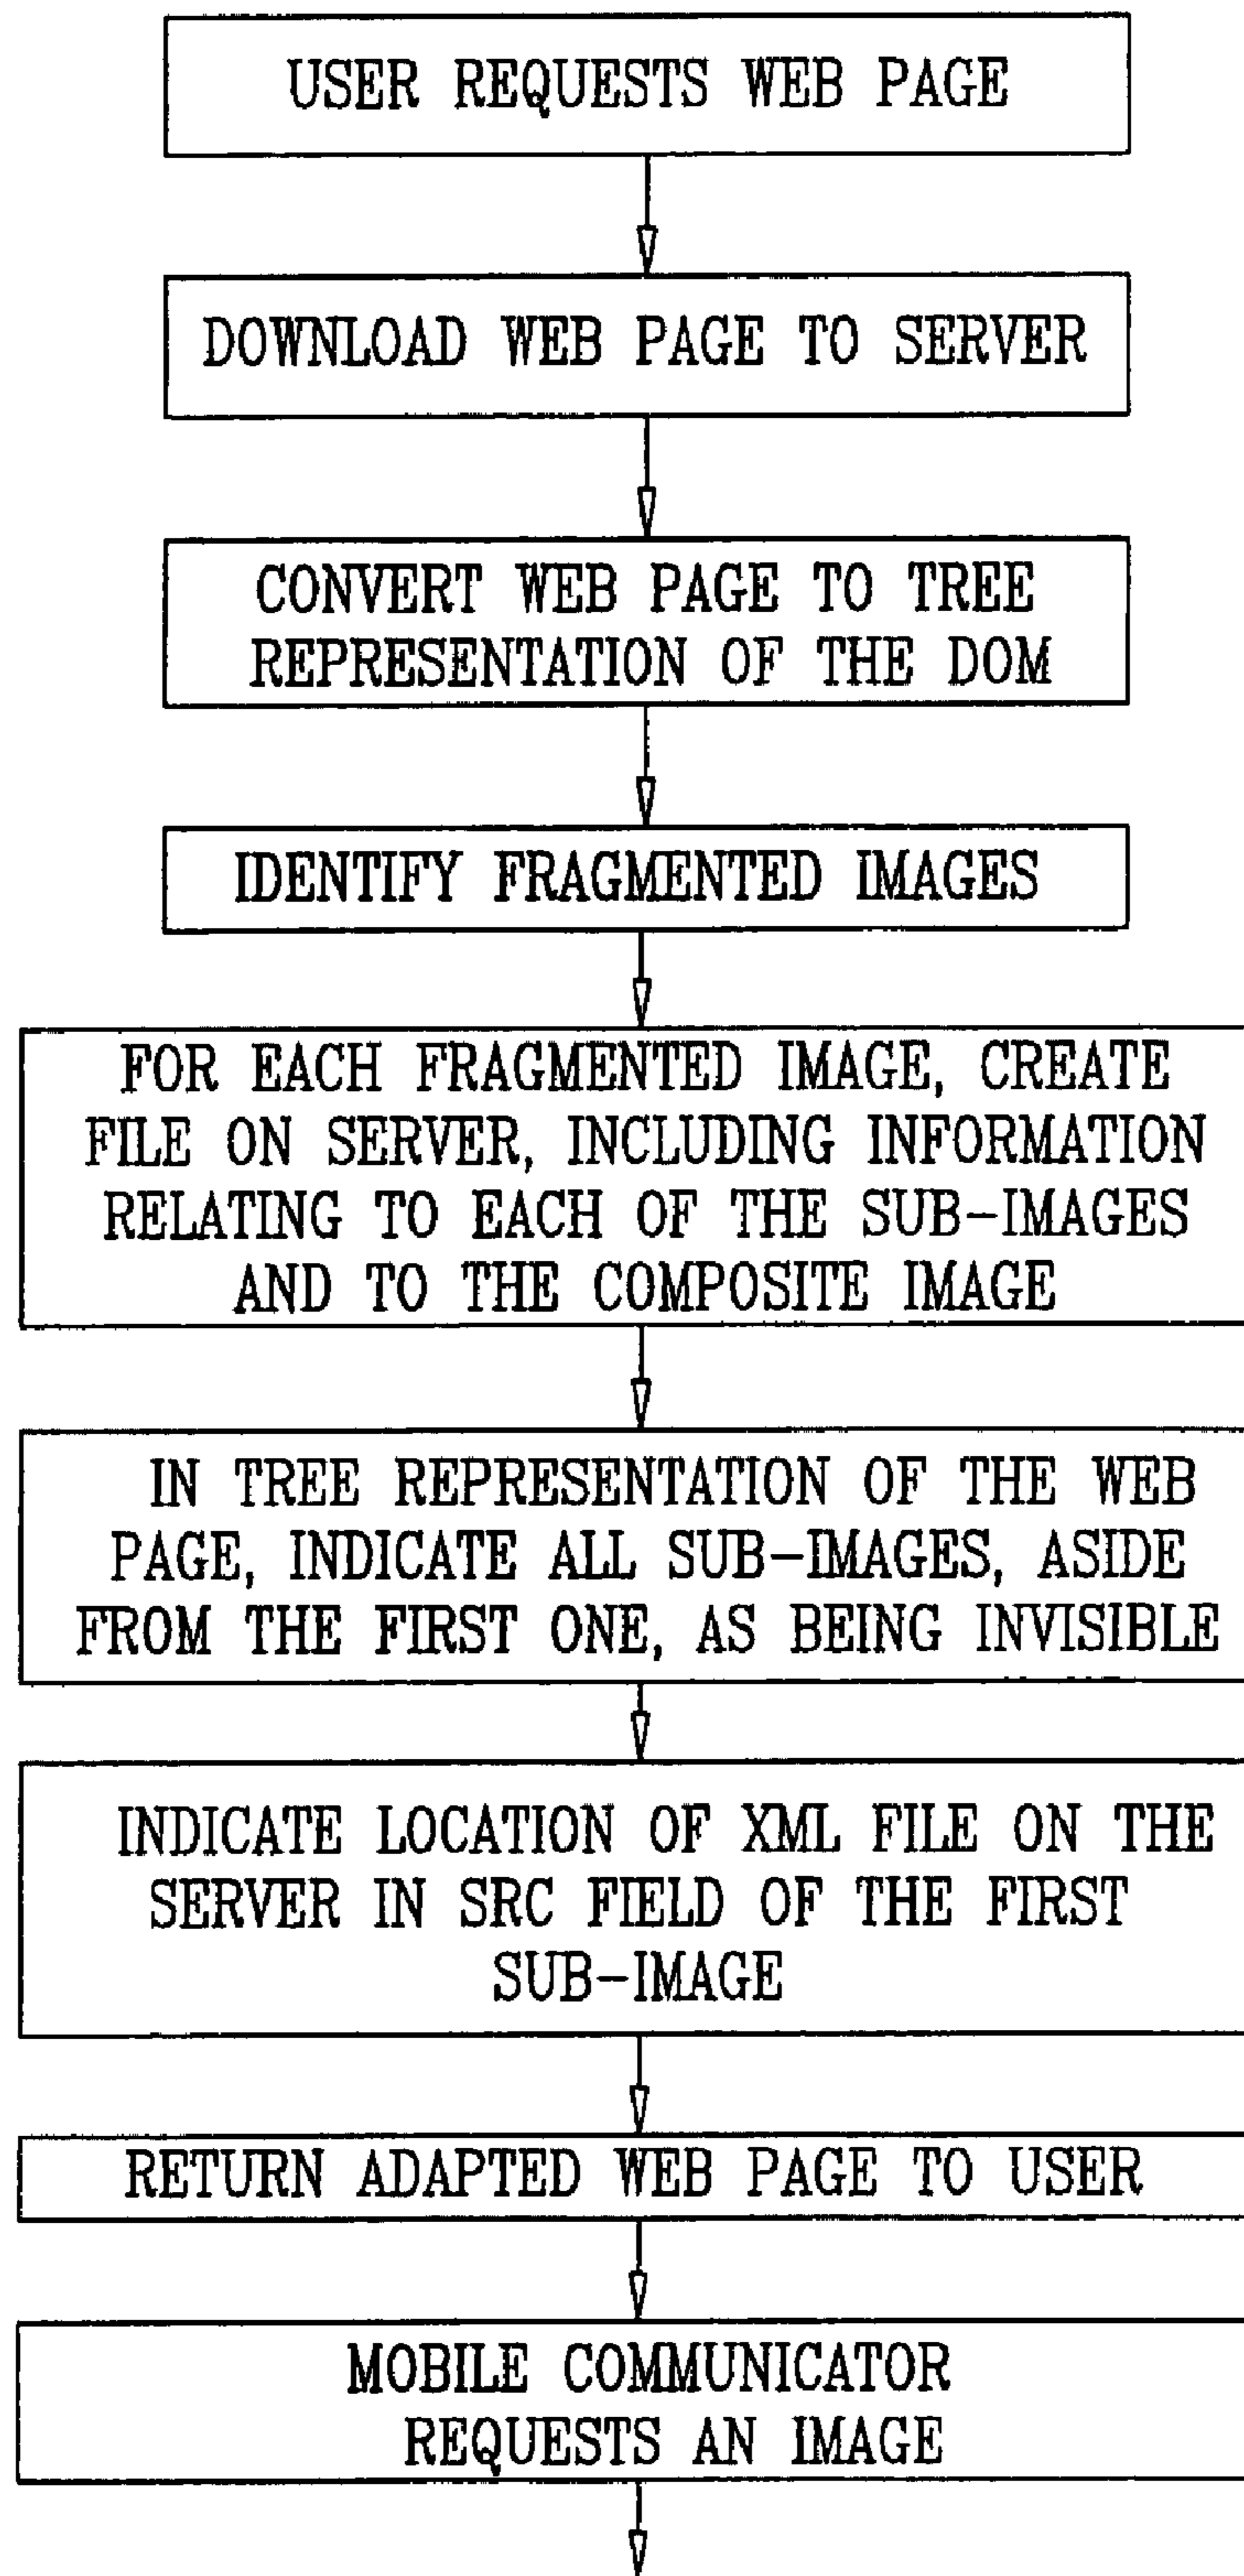 USER REQUESTS WEB PAGE
DOWNLOAD WEB PAGE TO SERVER
CONVERT WEB PAGE TO TREE
REPRESENTATION OF THE DOM
IDENTIFY FRAGMENTED IMAGES
FOR EACH FRAGMENTED IMAGE, CREATE
FILE ON SERVER, INCLUDING INFORMATION
RELATING TO EACH OF THE SUB-IMAGES
AND TO THE COMPOSITE IMAGE
IN TREE REPRESENTATION OF THE WEB
PAGE, INDICATE ALL SUB-IMAGES, ASIDE
FROM THE FIRST ONE, AS BEING INVISIBLE
INDICATE LOCATION OF XML FILE ON THE
SERVER IN SRC FIELD OF THE FIRST
SUB-IMAGE
RETURN ADAPTED WEB PAGE TO USER
MOBILE COMMUNICATOR
REQUESTS AN IMAGE